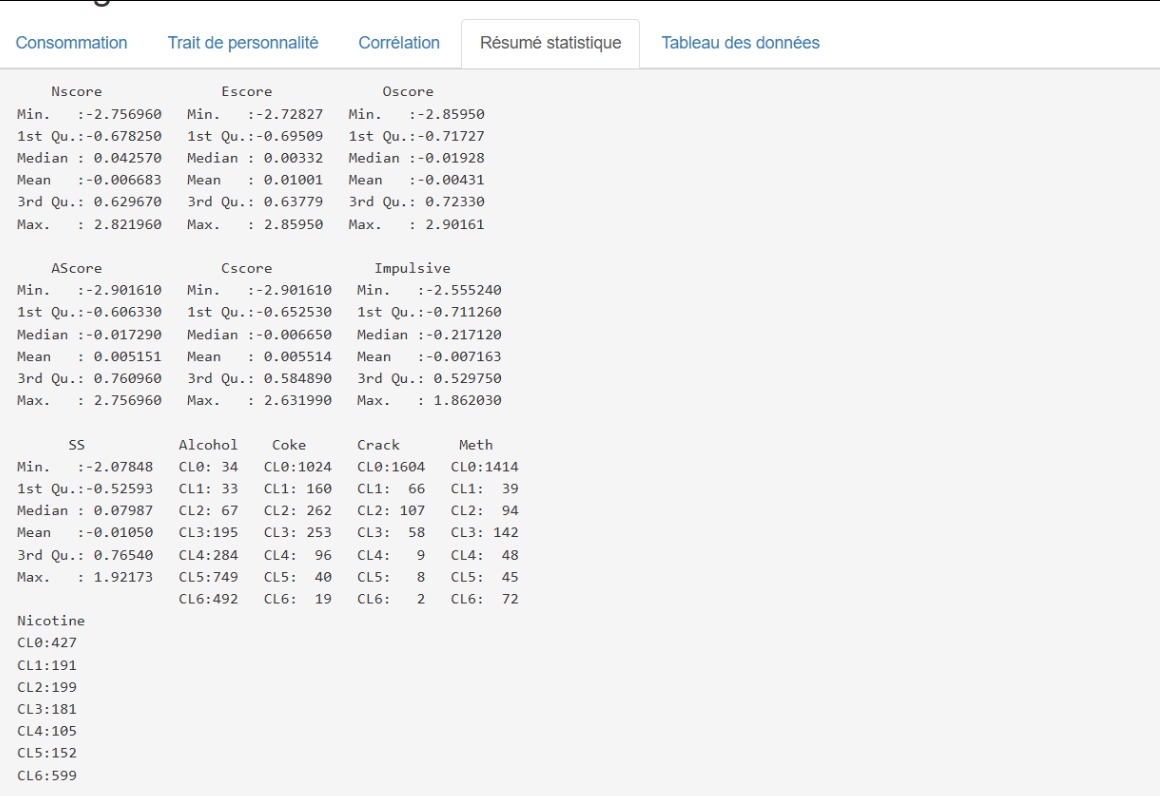 Consommation Trait de personnalité Corrélation Résumé statistique Tableau des données
Nscore Escore Oscore
Min. :-2.756960 Min. :-2.72827 Min. :-2.85950
1st Qu.:-0.678250 1st Qu.:-0.69509 1st Qu.:-0.71727
Median : 0.042570 Median : 0.00332 Median :-0.01928
Mean :-0.006683 Mean : 0.01001 Mean :-0.00431
3rd Qu.: 0.629670 3rd Qu.: 0.63779 3rd Qu.: 0.72330
Max. : 2.821960 Max. : 2.85950 Max. : 2.90161
AScore Cscore Impulsive
Min. :-2.901610 Min. :-2.901610 Min. :-2.555240
1st Qu.:-0.606330 1st Qu.:-0.652530 1st Qu.:-0.711260
Median :-0.017290 Median :-0.006650 Median :-0.217120
Mean : 0.005151 Mean : 0.005514 Mean :-0.007163
3rd Qu.: 0.760960 3rd Qu.: 0.584890 3rd Qu.: 0.529750
Max. : 2.756960 Max. : 2.631990 Max. : 1.862030
SS Alcohol Coke Crack Meth
Min. :-2.07848 CL0: 34 CL0:1024 CL0:1604 CL0:1414
1st Qu.:-0.52593 CL1: 33 CL1: 160 CL1: 66 CL1: 39
Median : 0.07987 CL2: 67 CL2: 262 CL2: 107 CL2: 94
Mean :-0.01050 CL3:195 CL3: 253 CL3: 58 CL3: 142
3rd Qu.: 0.76540 CL4:284 CL4: 96 CL4: 9 CL4: 48
Max. : 1.92173 CL5:749 CL5: 40 CL5: 8 CL5: 45
CL6:492 CL6: 19 CL6: 2 CL6: 72
Nicotine
CL0:427
CL1:191
CL2:199
CL3:181
CL4:105
CL5:152
CL6:599